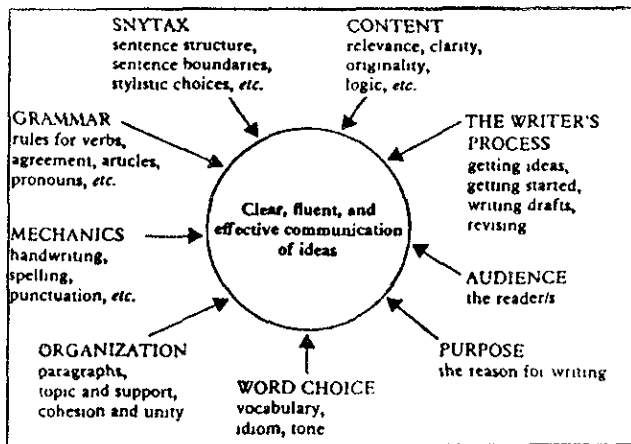 SNYTAX
sentence structure,
sentence boundaries,
stylistic choices, etc.
CONTENT
relevance, clarity,
originality,
logic, etc.
GRAMMAR
rules for verbs,
agreement, articles,
pronouns, etc.
THE WRITER'S
PROCESS
getting ideas,
getting started,
writing drafts,
revising
Clear, fluent, and
effective communication
of ideas
MECHANICS
handwriting,
spelling,
punctuation, etc.
AUDIENCE
the reader/s
ORGANIZATION
paragraphs,
topic and support,
cohesion and unity
WORD CHOICE
vocabulary,
idiom, tone
PURPOSE
the reason for writing